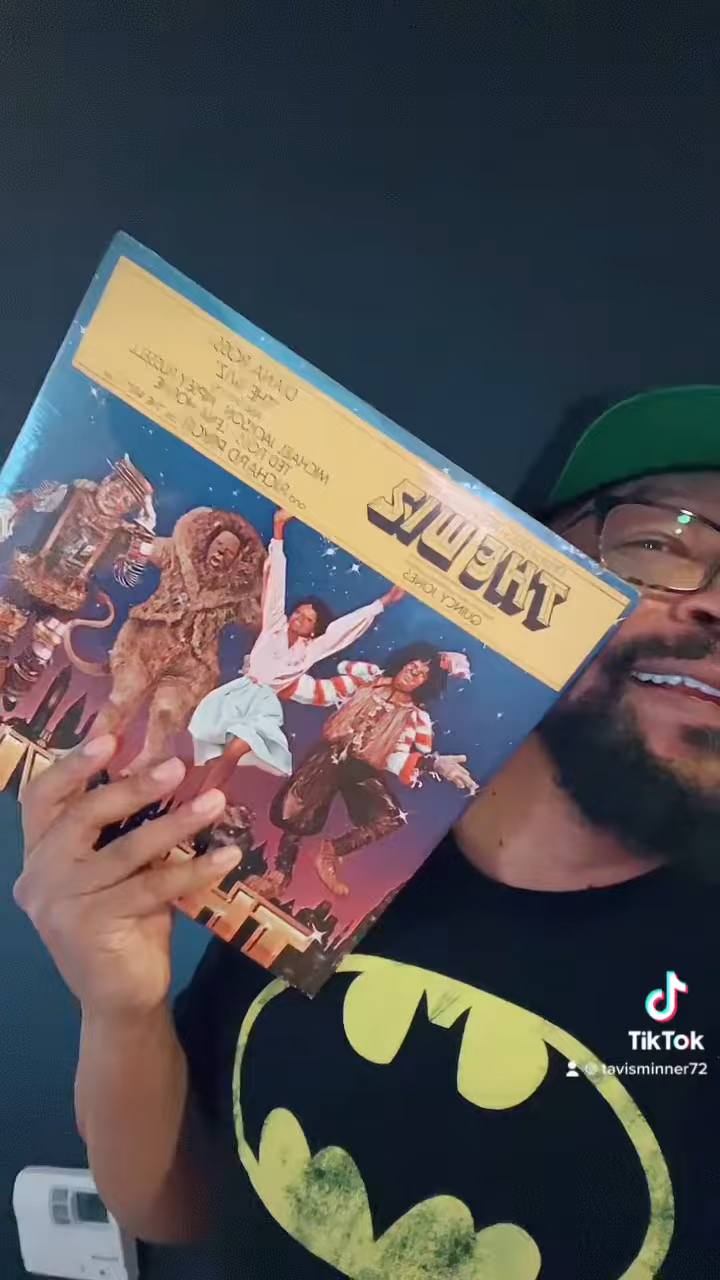 DIANA ROSS
THE WIZ
MICHAEL JACKSON NIPSEY RUSSELL
TED ROSS LENA HORNE
and RICHARD PRYOR
THE WIZ
QUINCY JONES
TH
TikTok
tavisminner72